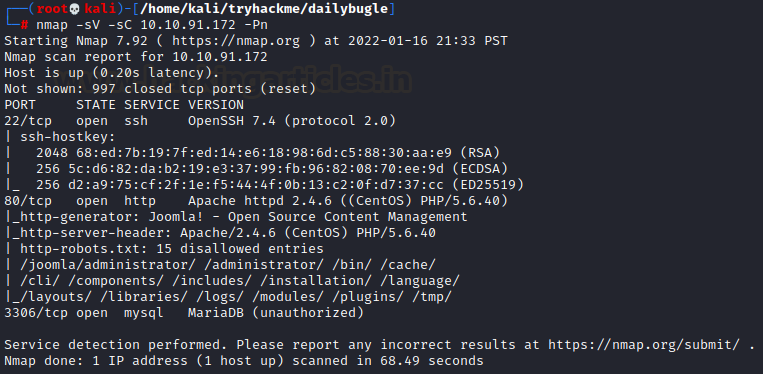 (root💀kali)-[/home/kali/tryhackme/dailybugle]
# nmap -sV -sC 10.10.91.172 -Pn
Starting Nmap 7.92 ( https://nmap.org ) at 2022-01-16 21:33 PST
Nmap scan report for 10.10.91.172
Host is up (0.20s latency).
Not shown: 997 closed tcp ports (reset)
PORT     STATE SERVICE VERSION
22/tcp   open  ssh     OpenSSH 7.4 (protocol 2.0)
| ssh-hostkey:
|   2048 68:ed:7b:19:7f:ed:14:e6:18:98:6d:c5:88:30:aa:e9 (RSA)
|   256 5c:d6:82:da:b2:19:e3:37:99:fb:96:82:08:70:ee:9d (ECDSA)
|_  256 d2:a9:75:cf:2f:1e:f5:44:4f:0b:13:c2:0f:d7:37:cc (ED25519)
80/tcp   open  http    Apache httpd 2.4.6 ((CentOS) PHP/5.6.40)
|_http-generator: Joomla! - Open Source Content Management
|_http-server-header: Apache/2.4.6 (CentOS) PHP/5.6.40
| http-robots.txt: 15 disallowed entries
| /joomla/administrator/ /administrator/ /bin/ /cache/
| /cli/ /components/ /includes/ /installation/ /language/
|_/layouts/ /libraries/ /logs/ /modules/ /plugins/ /tmp/
3306/tcp open  mysql   MariaDB (unauthorized)
Service detection performed. Please report any incorrect results at https://nmap.org/submit/ .
Nmap done: 1 IP address (1 host up) scanned in 68.49 seconds